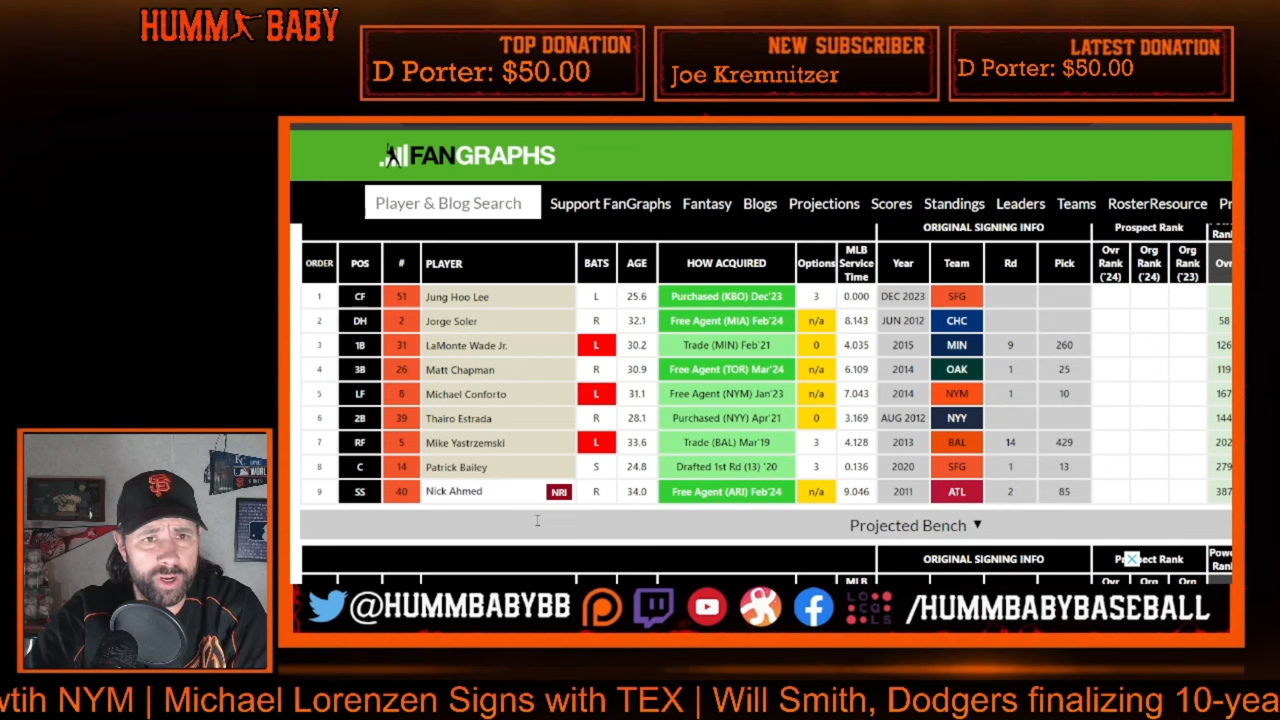 HUMM BABY
TOP DONATION
D Porter: $50.00
NEW SUBSCRIBER
Joe Kremnitzer
LATEST DONATION
D Porter: $50.00
FANGRAPHS
Player & Blog Search Support FanGraphs Fantasy Blogs Projections Scores Standings Leaders Teams RosterResource Pr
ORIGINAL SIGNING INFO Prospect Rank
ORDER POS # PLAYER BATS AGE HOW ACQUIRED Options MLB Service Time Year Team Rd Pick Ovr Rank ('24) Org Rank ('24) Org Rank ('23) Ovr
1 CF 51 Jung Hoo Lee L 25.6 Purchased (KBO) Dec'23 3 0.000 DEC 2023 SFG
2 DH 2 Jorge Soler R 32.1 Free Agent (MIA) Feb'24 n/a 8.143 JUN 2012 CHC 58
3 1B 31 LaMonte Wade Jr. L 30.2 Trade (MIN) Feb'21 0 4.035 2015 MIN 9 260 126
4 3B 26 Matt Chapman R 30.9 Free Agent (TOR) Mar'24 n/a 6.109 2014 OAK 1 25 119
5 LF 8 Michael Conforto L 31.1 Free Agent (NYM) Jan'23 n/a 7.043 2014 NYM 1 10 167
6 2B 39 Thairo Estrada R 28.1 Purchased (NYY) Apr'21 0 3.169 AUG 2012 NYY 144
7 RF 5 Mike Yastrzemski L 33.6 Trade (BAL) Mar'19 3 4.128 2013 BAL 14 429 202
8 C 14 Patrick Bailey S 24.8 Drafted 1st Rd (13) '20 3 0.136 2020 SFG 1 13 279
9 SS 40 Nick Ahmed NRI R 34.0 Free Agent (ARI) Feb'24 n/a 9.046 2011 ATL 2 85 387
Projected Bench ▼
ORIGINAL SIGNING INFO
@HUMMBABYBB /HUMMBABYBASEBALL
wtih NYM | Michael Lorenzen Signs with TEX | Will Smith, Dodgers finalizing 10-yea